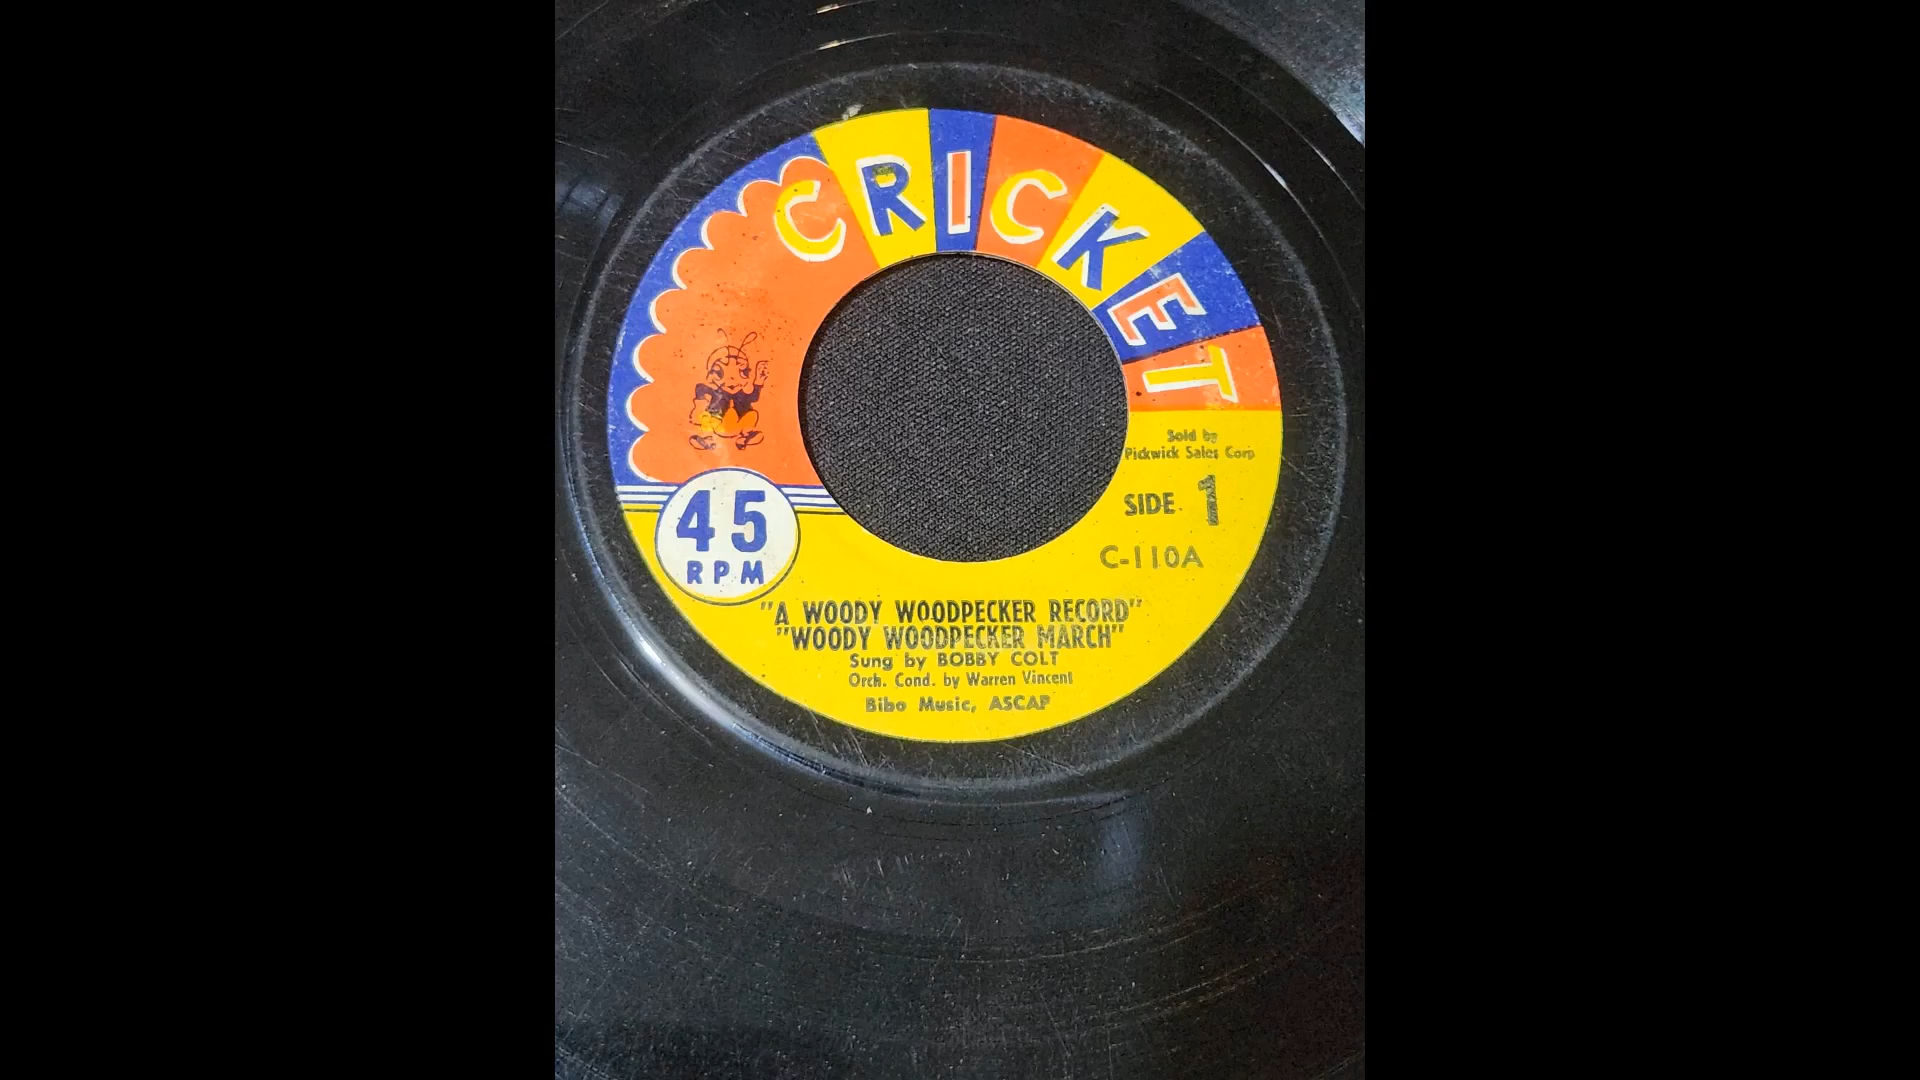 CRICKET
Sold by
Pickwick Sales Corp
SIDE 1
C-110A
45
RPM
"A WOODY WOODPECKER RECORD"
"WOODY WOODPECKER MARCH"
Sung by BOBBY COLT
Orch. Cond. by Warren Vincent
Bibo Music, ASCAP